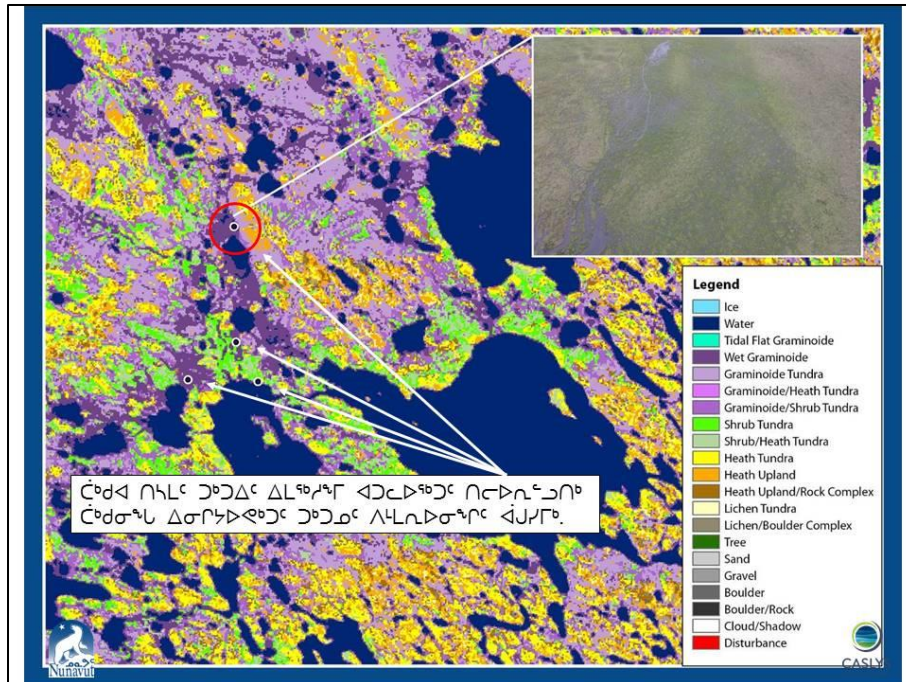 Legend
Ice
Water
Tidal Flat Graminoide
Wet Graminoide
Graminoide Tundra
Graminoide/Heath Tundra
Graminoide/Shrub Tundra
Shrub Tundra
Shrub/Heath Tundra
Heath Tundra
Heath Upland
Heath Upland/Rock Complex
Lichen Tundra
Lichen/Boulder Complex
Tree
Sand
Gravel
Boulder
Boulder/Rock
Cloud/Shadow
Disturbance
ᑖᒃᑯᐊ ᑎᓴᒪᑦ ᑐᒃᑐᐃᑦ ᐃᒪᖅᓱᖕᒥ ᐊᑐᓚᐅᖅᑐᑦ ᑎᓕᐅᕆᓪᓗᑎᒃ
ᑖᒃᑯᓂᖓ ᐃᓂᒋᔭᐅᕙᒃᑐᑦ ᑐᒃᑐᓄᑦ ᐱᒻᒪᕆᐅᓂᖏᑦ ᐋᒍᓯᒥᒃ.
Nunavut
CASLYS